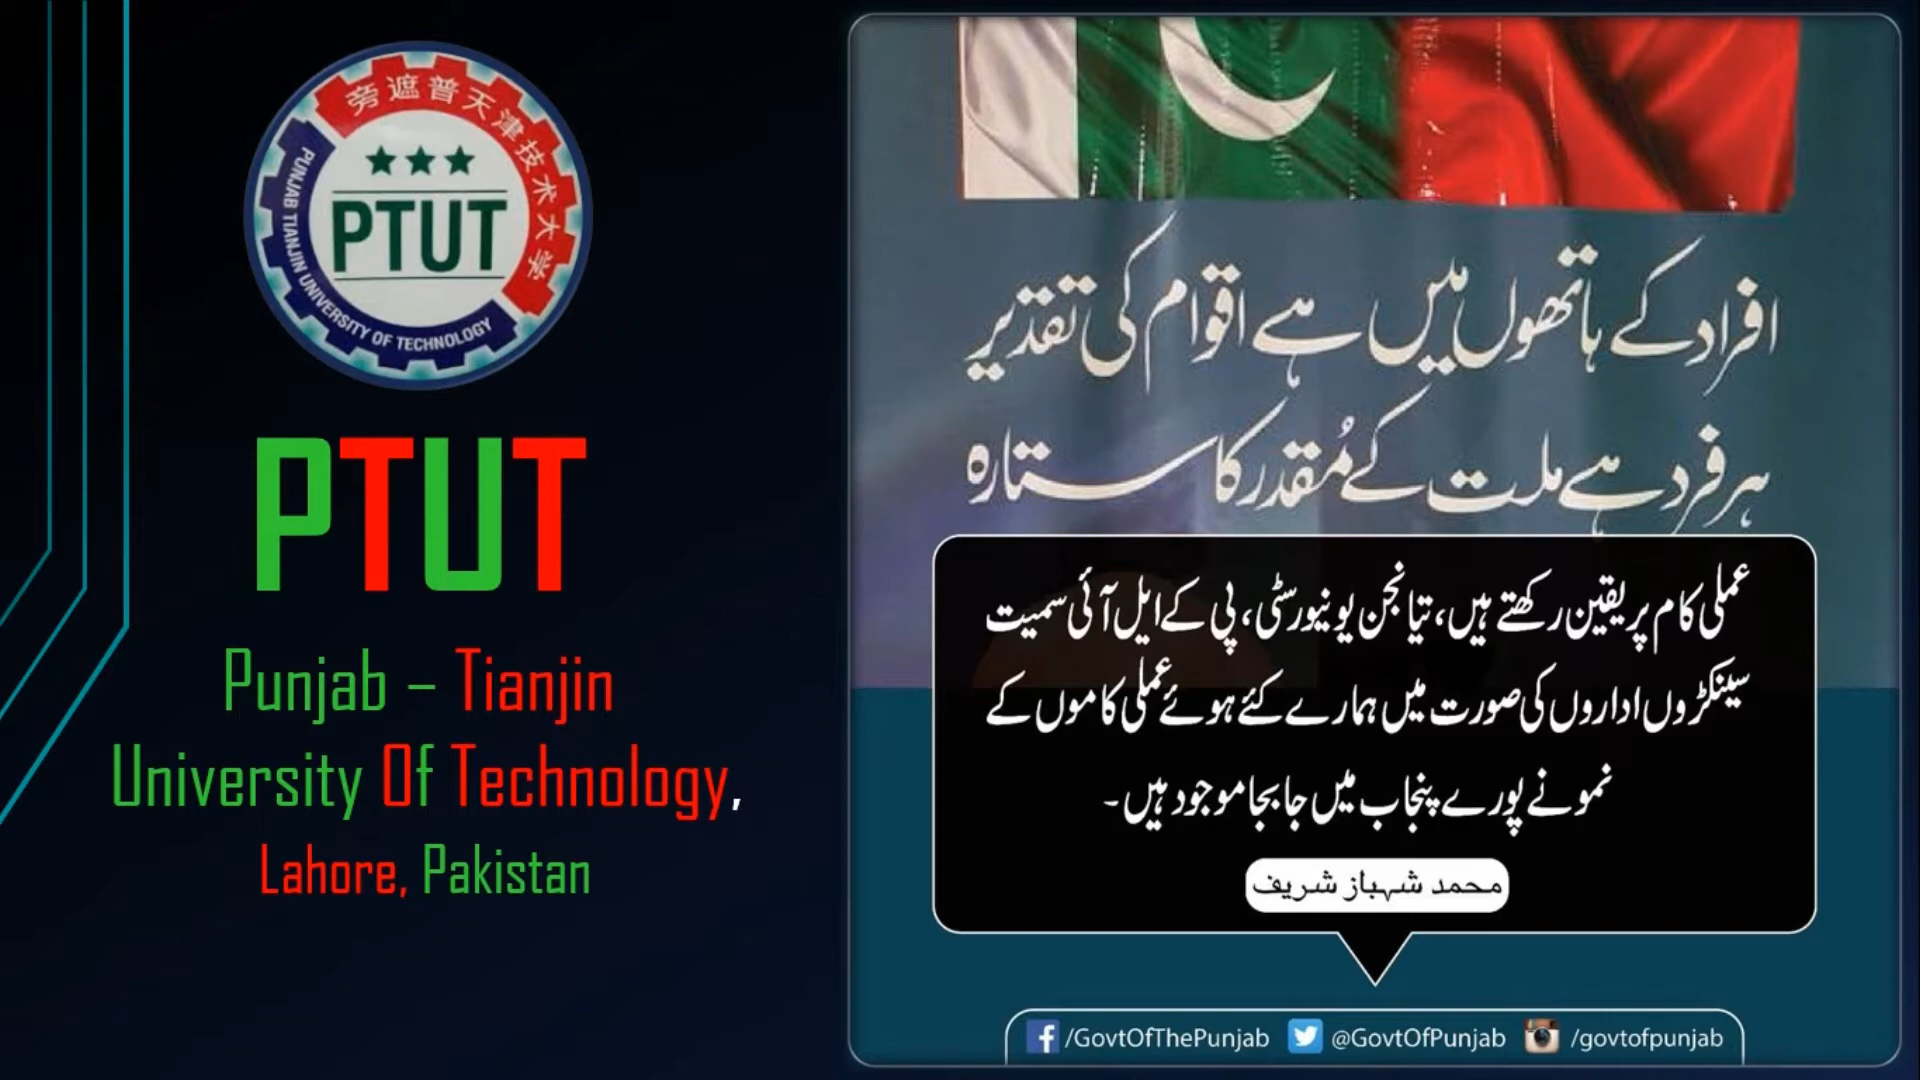 旁遮普天津技术大学
PUNJAB TIANJIN UNIVERSITY OF TECHNOLOGY
PTUT
PTUT
Punjab – Tianjin
University Of Technology,
Lahore, Pakistan
افراد کے ہاتھوں میں ہے اقوام کی تقدیر
ہر فرد ہے ملت کے مُقدر کا ستارہ
عملی کام پر یقین رکھتے ہیں، تیانجن یونیورسٹی، پی کے ایل آئی سمیت
سینکڑوں اداروں کی صورت میں ہمارے کئے ہوئے عملی کاموں کے
نمونے پورے پنجاب میں جا بجا موجود ہیں۔
محمد شہباز شریف
/GovtOfThePunjab @GovtOfPunjab /govtofpunjab